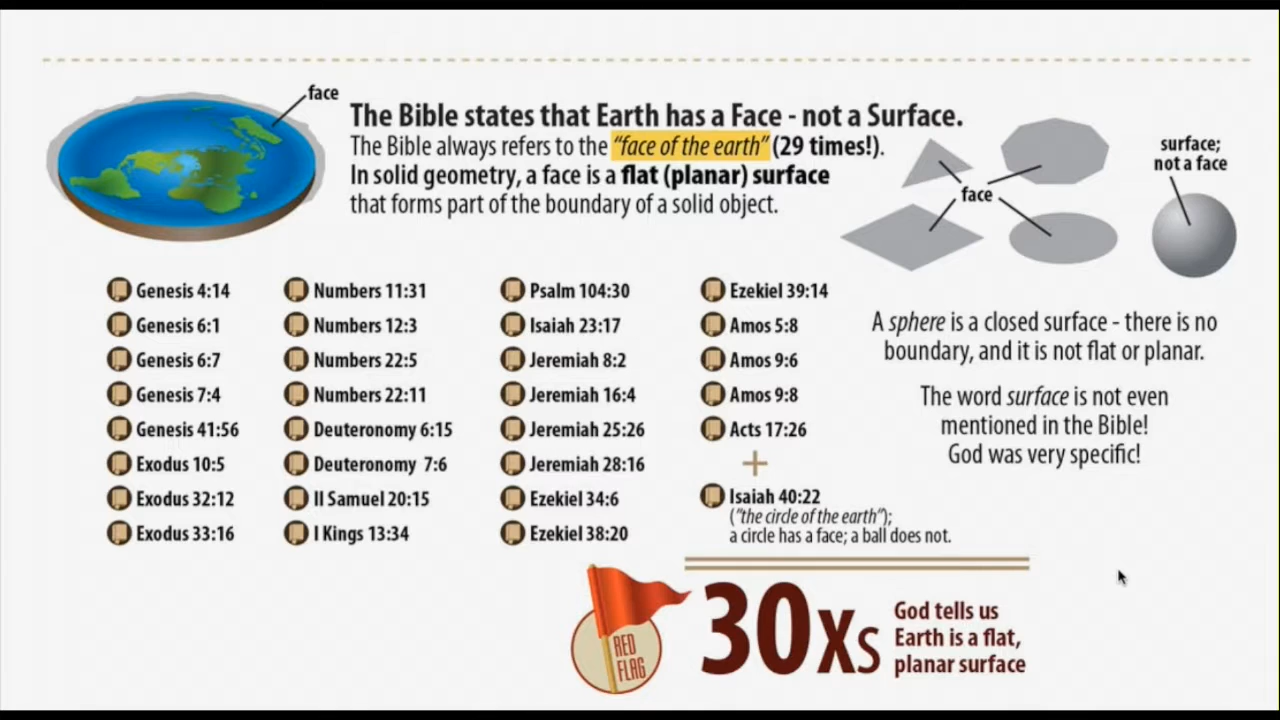 face
The Bible states that Earth has a Face - not a Surface.
The Bible always refers to the "face of the earth" (29 times!).
In solid geometry, a face is a flat (planar) surface
that forms part of the boundary of a solid object.
face
surface;
not a face
Genesis 4:14
Genesis 6:1
Genesis 6:7
Genesis 7:4
Genesis 41:56
Exodus 10:5
Exodus 32:12
Exodus 33:16
Numbers 11:31
Numbers 12:3
Numbers 22:5
Numbers 22:11
Deuteronomy 6:15
Deuteronomy 7:6
II Samuel 20:15
I Kings 13:34
Psalm 104:30
Isaiah 23:17
Jeremiah 8:2
Jeremiah 16:4
Jeremiah 25:26
Jeremiah 28:16
Ezekiel 34:6
Ezekiel 38:20
Ezekiel 39:14
Amos 5:8
Amos 9:6
Amos 9:8
Acts 17:26
+
Isaiah 40:22
("the circle of the earth");
a circle has a face; a ball does not.
A sphere is a closed surface - there is no
boundary, and it is not flat or planar.
The word surface is not even
mentioned in the Bible!
God was very specific!
RED
FLAG
30xs
God tells us
Earth is a flat,
planar surface